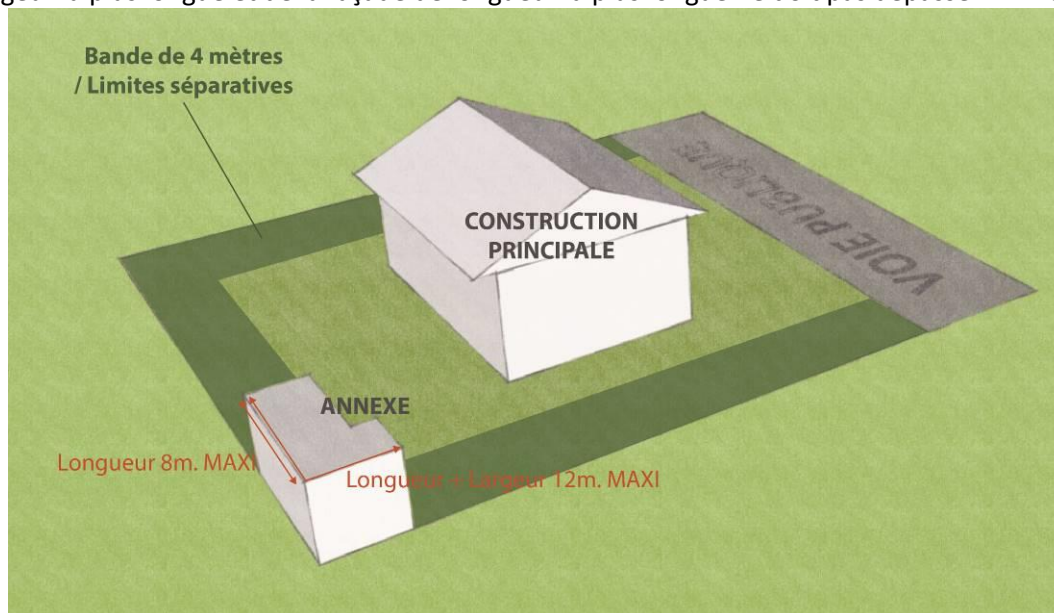 Bande de 4 mètres
/ Limites séparatives
CONSTRUCTION
PRINCIPALE
VOIE PUBLIQUE
ANNEXE
Longueur 8m. MAXI
Longueur + Largeur 12m. MAXI